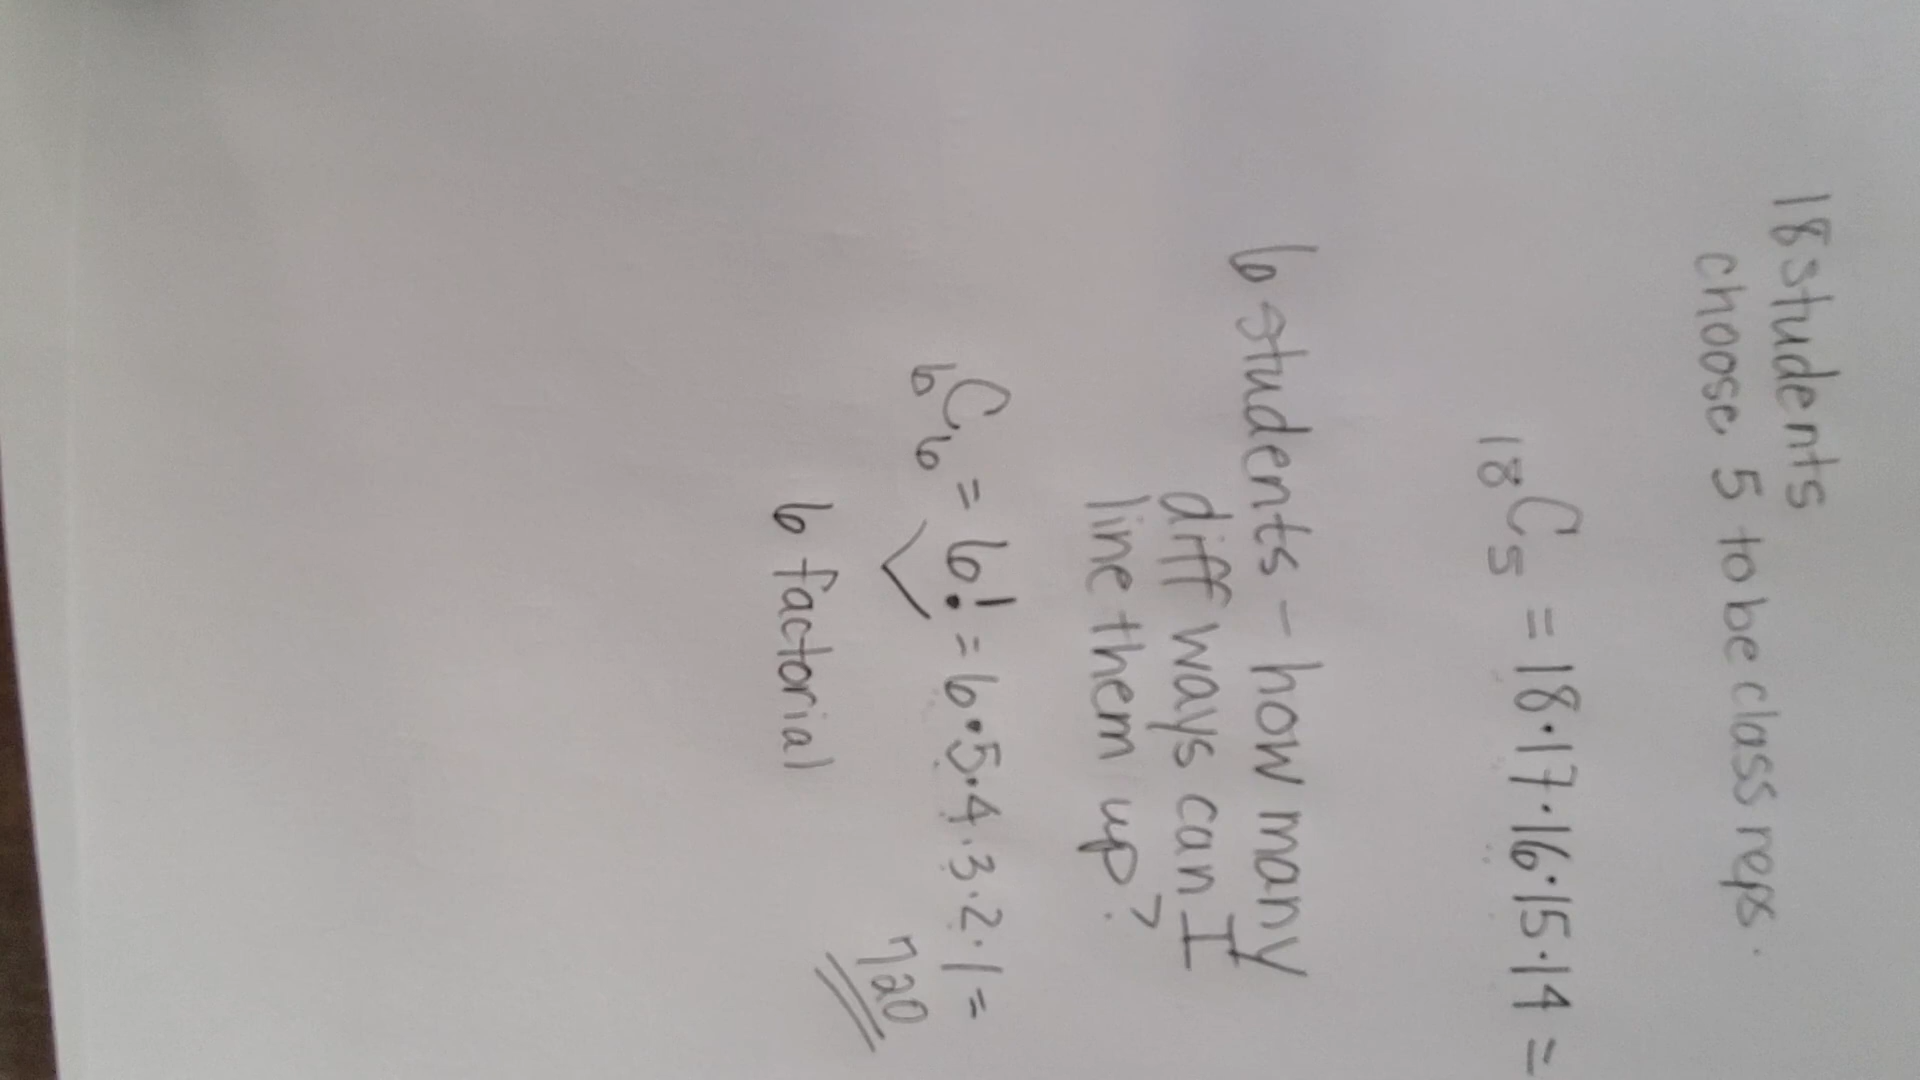 18 students
choose 5 to be class reps.
18C5 = 18·17·16·15·14 =
6 students - how many
diff ways can I
line them up?
6C6 = 6! = 6·5·4·3·2·1 =
720
6 factorial